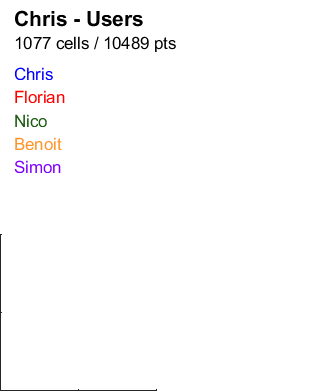 Chris - Users
1077 cells / 10489 pts
Chris
Florian
Nico
Benoit
Simon